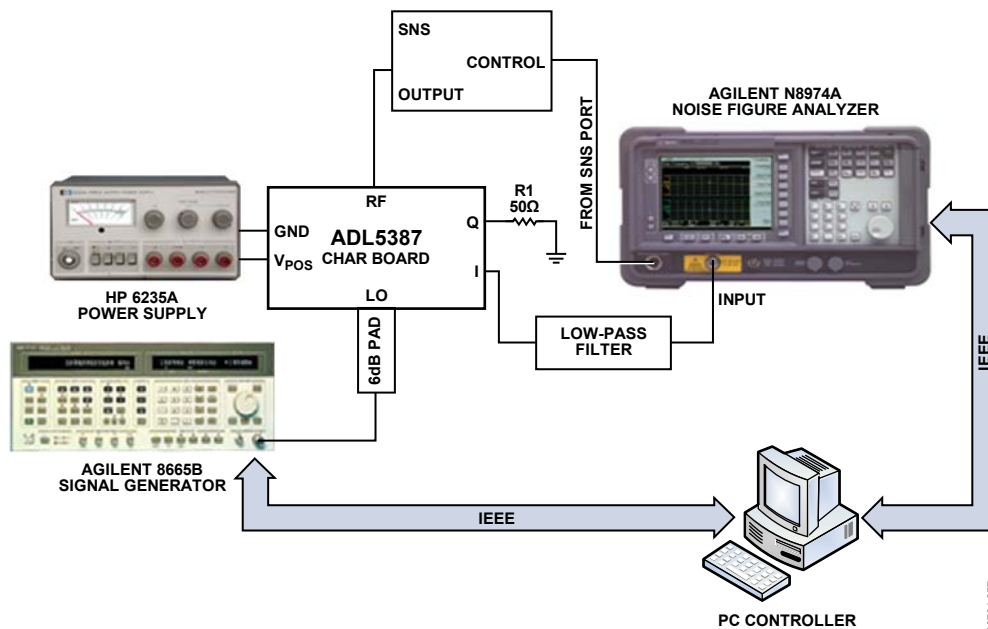 SNS
CONTROL
OUTPUT
AGILENT N8974A
NOISE FIGURE ANALYZER
FROM SNS PORT
RF
R1
50Ω
Q
GND
ADL5387
CHAR BOARD
VPOS
I
LO
INPUT
HP 6235A
POWER SUPPLY
6dB PAD
LOW-PASS
FILTER
IEEE
AGILENT 8665B
SIGNAL GENERATOR
IEEE
PC CONTROLLER